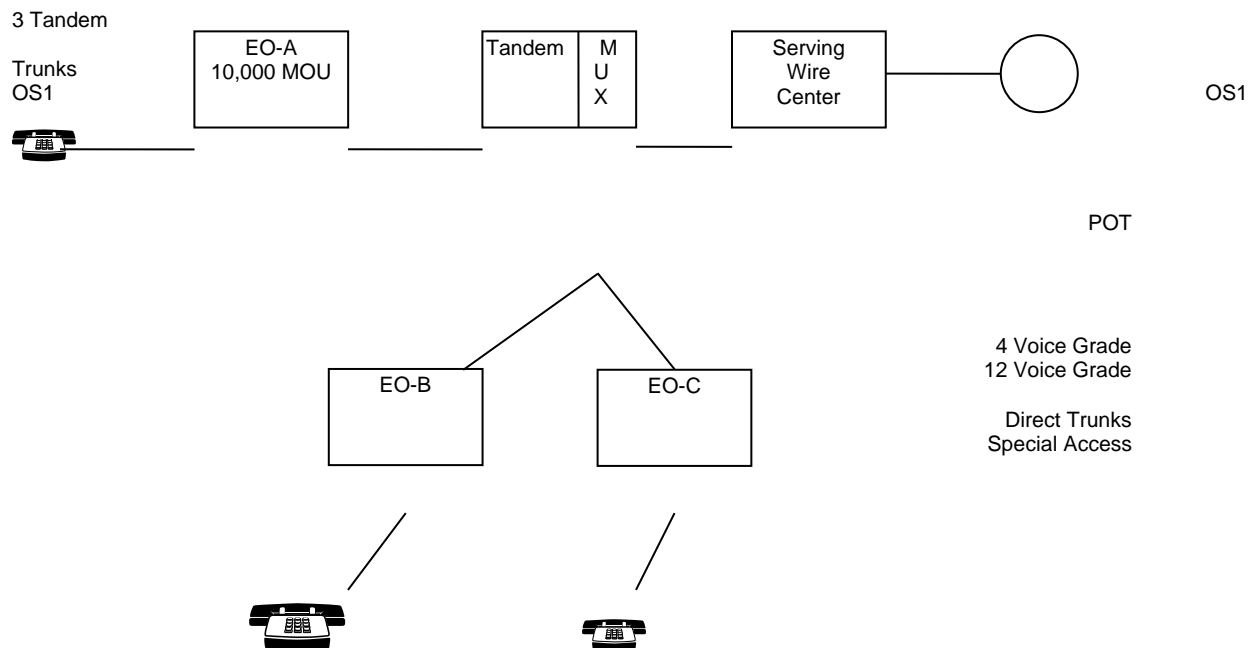 3 Tandem
Trunks
OS1
EO-A
10,000 MOU
Tandem
M
U
X
Serving
Wire
Center
OS1
POT
4 Voice Grade
12 Voice Grade
Direct Trunks
Special Access
EO-B
EO-C